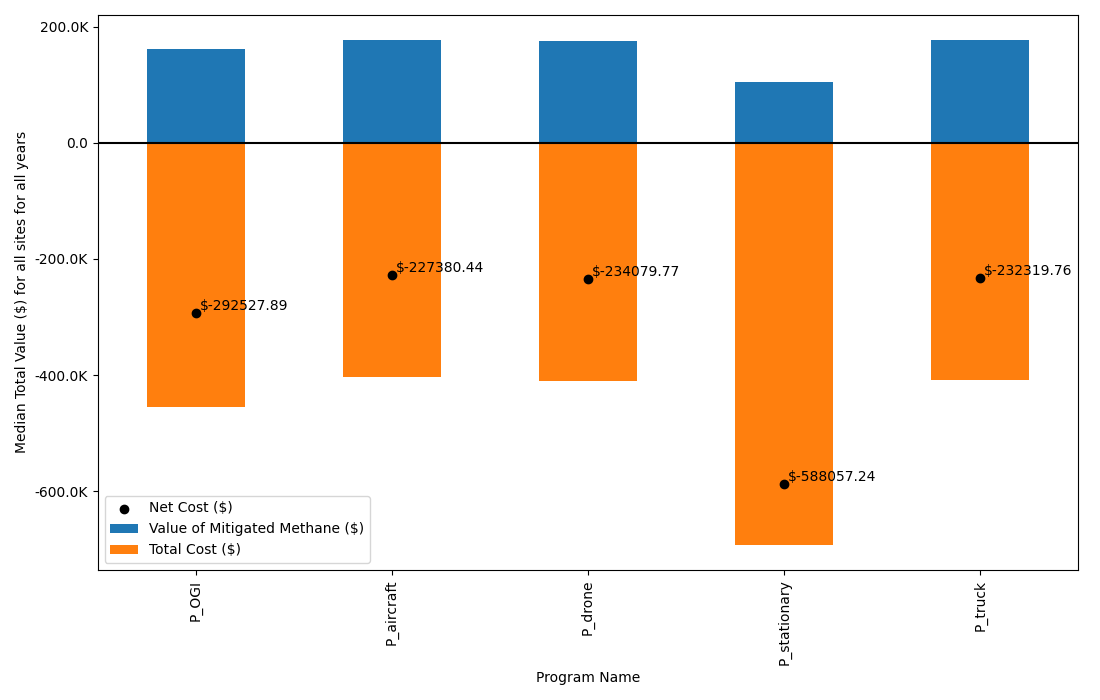 200.0K
0.0
-200.0K
-400.0K
-600.0K
Median Total Value ($) for all sites for all years
$-292527.89
$-227380.44
$-234079.77
$-588057.24
$-232319.76
Net Cost ($)
Value of Mitigated Methane ($)
Total Cost ($)
P_OGI
P_aircraft
P_drone
P_stationary
P_truck
Program Name